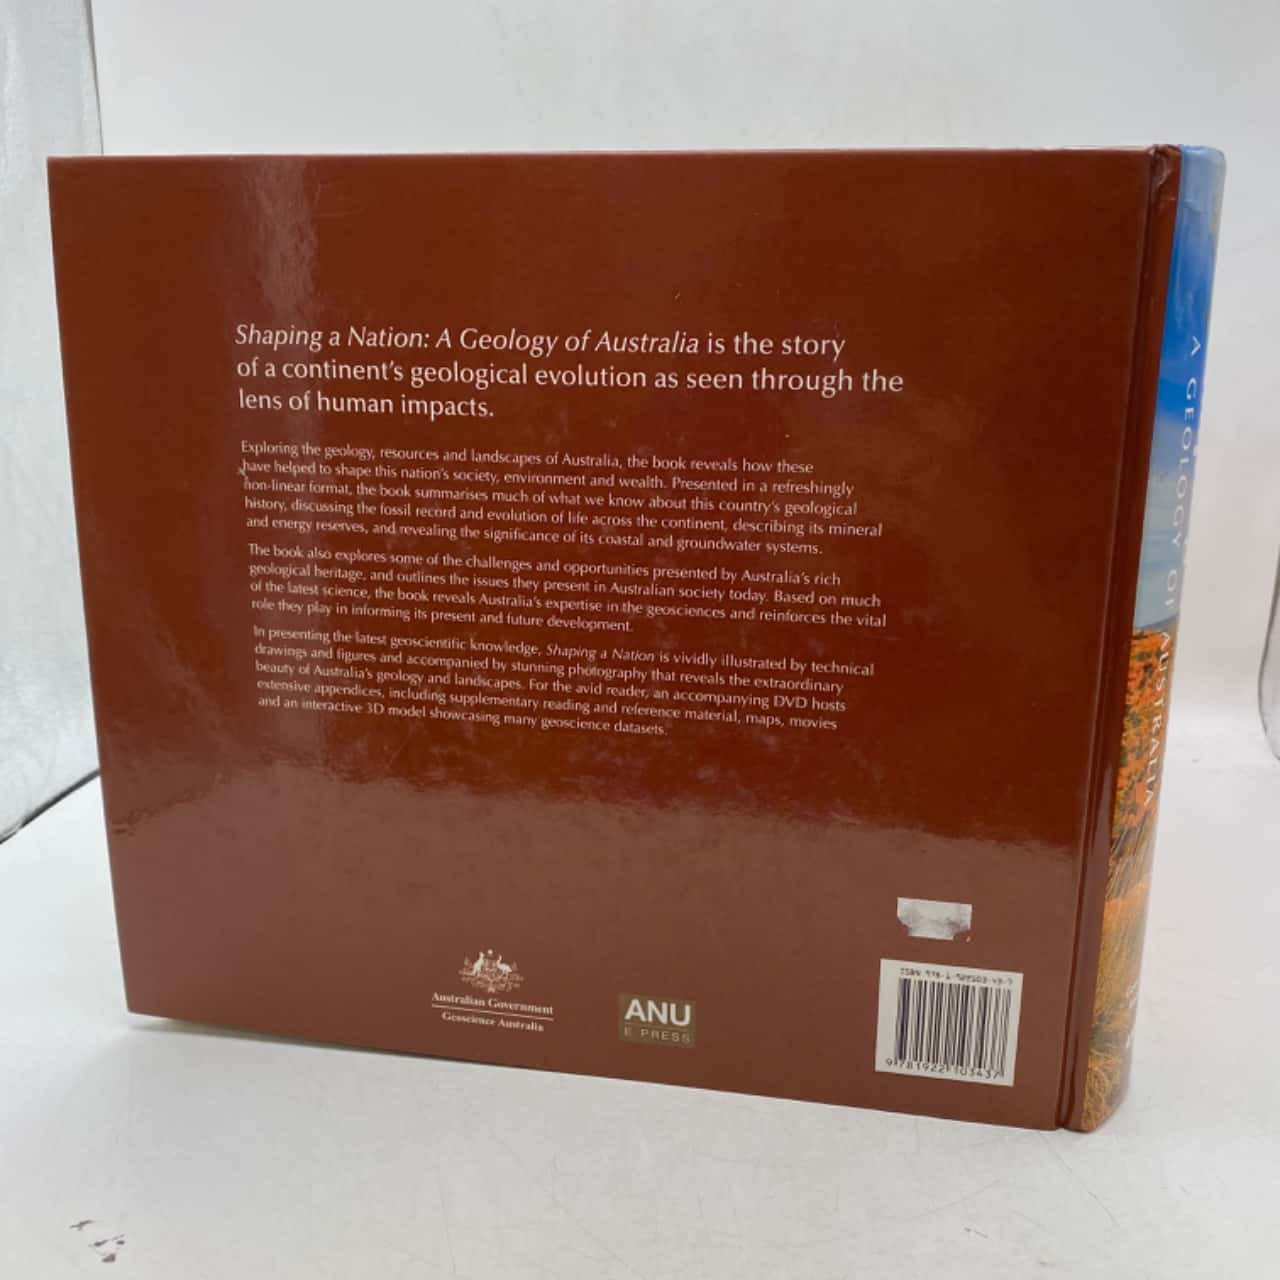 Shaping a Nation: A Geology of Australia is the story
of a continent's geological evolution as seen through the
lens of human impacts.
Exploring the geology, resources and landscapes of Australia, the book reveals how these
have helped to shape this nation's society, environment and wealth. Presented in a refreshingly
non-linear format, the book summarises much of what we know about this country's geological
history, discussing the fossil record and evolution of life across the continent, describing its mineral
and energy reserves, and revealing the significance of its coastal and groundwater systems.
The book also explores some of the challenges and opportunities presented by Australia's rich
geological heritage, and outlines the issues they present in Australian society today. Based on much
of the latest science, the book reveals Australia's expertise in the geosciences and reinforces the vital
role they play in informing its present and future development.
In presenting the latest geoscientific knowledge, Shaping a Nation is vividly illustrated by technical
drawings and figures and accompanied by stunning photography that reveals the extraordinary
beauty of Australia's geology and landscapes. For the avid reader, an accompanying DVD hosts
extensive appendices, including supplementary reading and reference material, maps, movies
and an interactive 3D model showcasing many geoscience datasets.
Australian Government
Geoscience Australia
ANU
E PRESS
ISBN 978-1-922103-43-7
9 781922 103437
A GEOLOGY OF AUSTRALIA